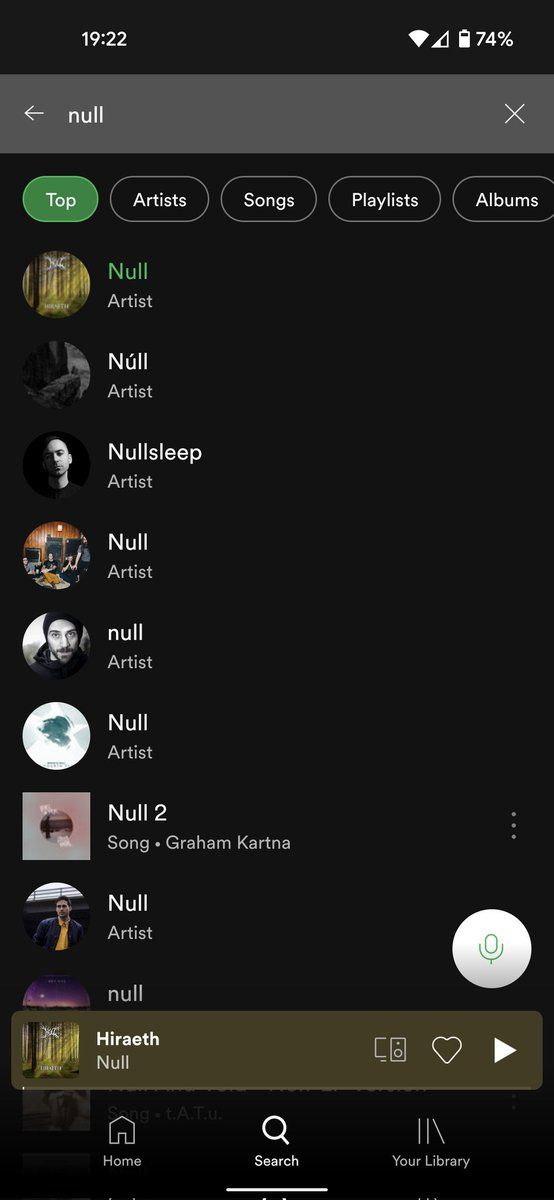 19:22
74%
null
Top
Artists
Songs
Playlists
Albums
Null
Artist
Núll
Artist
Nullsleep
Artist
Null
Artist
null
Artist
Null
Artist
Null 2
Song • Graham Kartna
Null
Artist
null
HIRAETH
Hiraeth
Null
Song • t.A.T.u.
Home
Search
Your Library